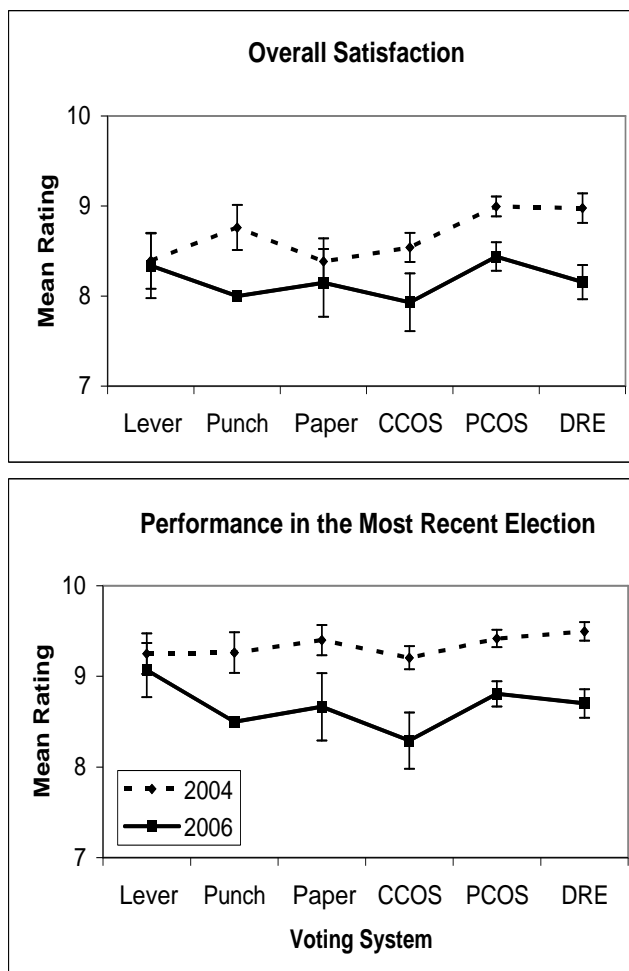 Overall Satisfaction
10
9
8
7
Mean Rating
Lever Punch Paper CCOS PCOS DRE
Performance in the Most Recent Election
10
9
8
7
Mean Rating
2004
2006
Lever Punch Paper CCOS PCOS DRE
Voting System